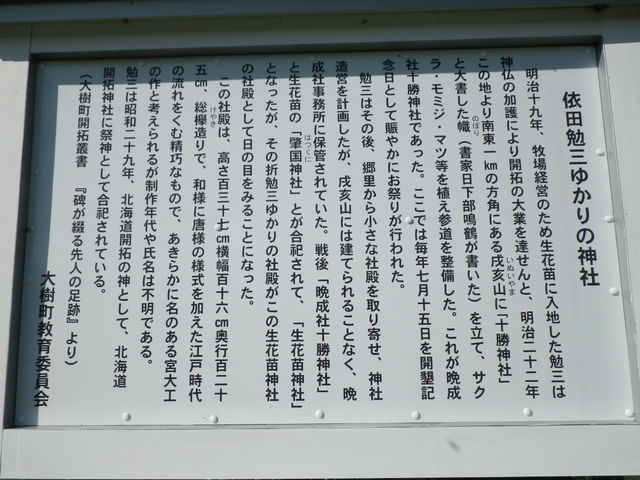 依田勉三ゆかりの神社
明治十九年、牧場経営のため生花苗に入地した勉三は
神仏の加護により開拓の大業を達せんと、明治二十二年
この地より南東一kmの方角にある戌亥山に「十勝神社」
いぬいやま
と大書した幟（書家日下部鳴鶴が書いた）を立て、サク
のぼり
ラ・モミジ・マツ等を植え参道を整備した。これが晩成
社十勝神社であった。ここでは毎年七月十五日を開墾記
念日として賑やかにお祭りが行われた。
勉三はその後、郷里から小さな社殿を取り寄せ、神社
造営を計画したが、戌亥山には建てられることなく、晩
成社事務所に保管されていた。戦後「晩成社十勝神社」
と生花苗の「肇国神社」とが合祀されて、「生花苗神社」
はつくに
となったが、その折勉三ゆかりの社殿がこの生花苗神社
の社殿として日の目をみることになった。
この社殿は、高さ百三十七㎝横幅百十六㎝奥行百二十
五㎝、総欅造りで、和様に唐様の様式を加えた江戸時代
けやき
の流れをくむ精巧なもので、あきらかに名のある宮大工
の作と考えられるが制作年代や氏名は不明である。
勉三は昭和二十九年、北海道開拓の神として、北海道
開拓神社に祭神として合祀されている。
（大樹町開拓叢書　『碑が綴る先人の足跡』より）
大樹町教育委員会